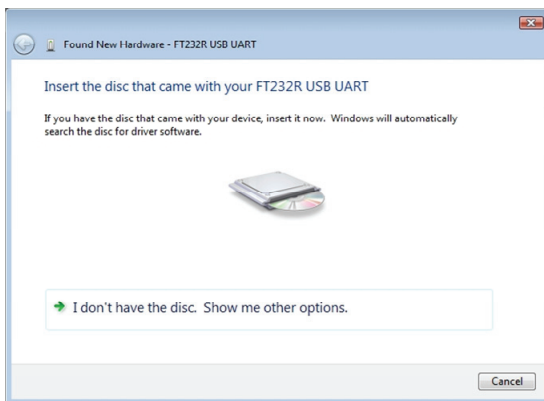 Found New Hardware - FT232R USB UART
Insert the disc that came with your FT232R USB UART
If you have the disc that came with your device, insert it now.  Windows will automatically
search the disc for driver software.
I don't have the disc.  Show me other options.
Cancel